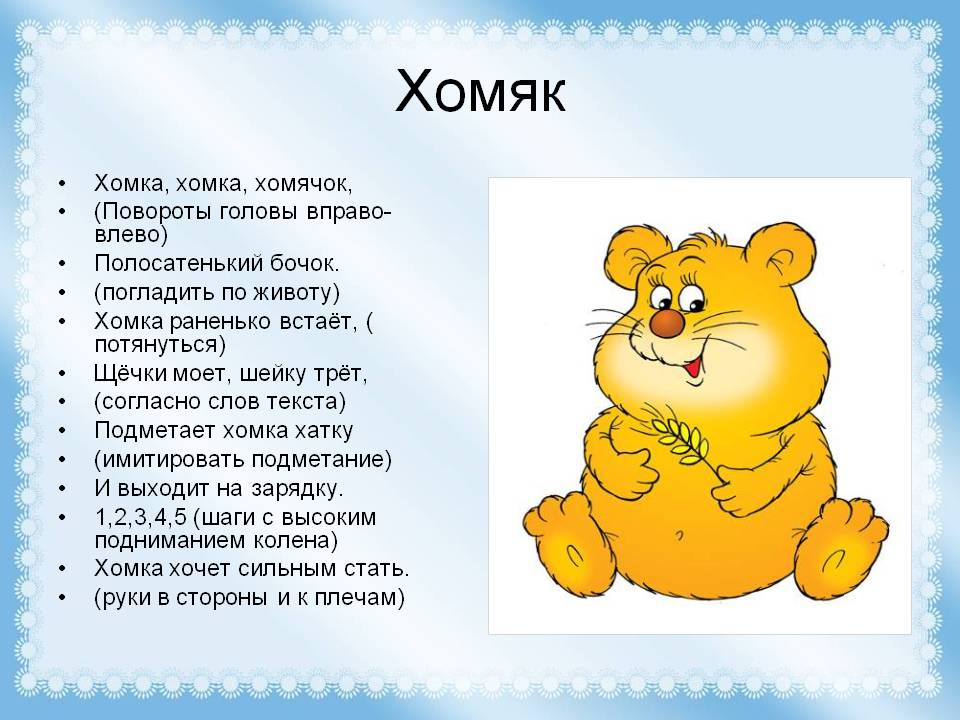 Хомяк
• Хомка, хомка, хомячок,
• (Повороты головы вправо-
влево)
• Полосатенький бочок.
• (погладить по животу)
• Хомка раненько встаёт, (
потянуться)
• Щёчки моет, шейку трёт,
• (согласно слов текста)
• Подметает хомка хатку
• (имитировать подметание)
• И выходит на зарядку.
• 1,2,3,4,5 (шаги с высоким
подниманием колена)
• Хомка хочет сильным стать.
• (руки в стороны и к плечам)